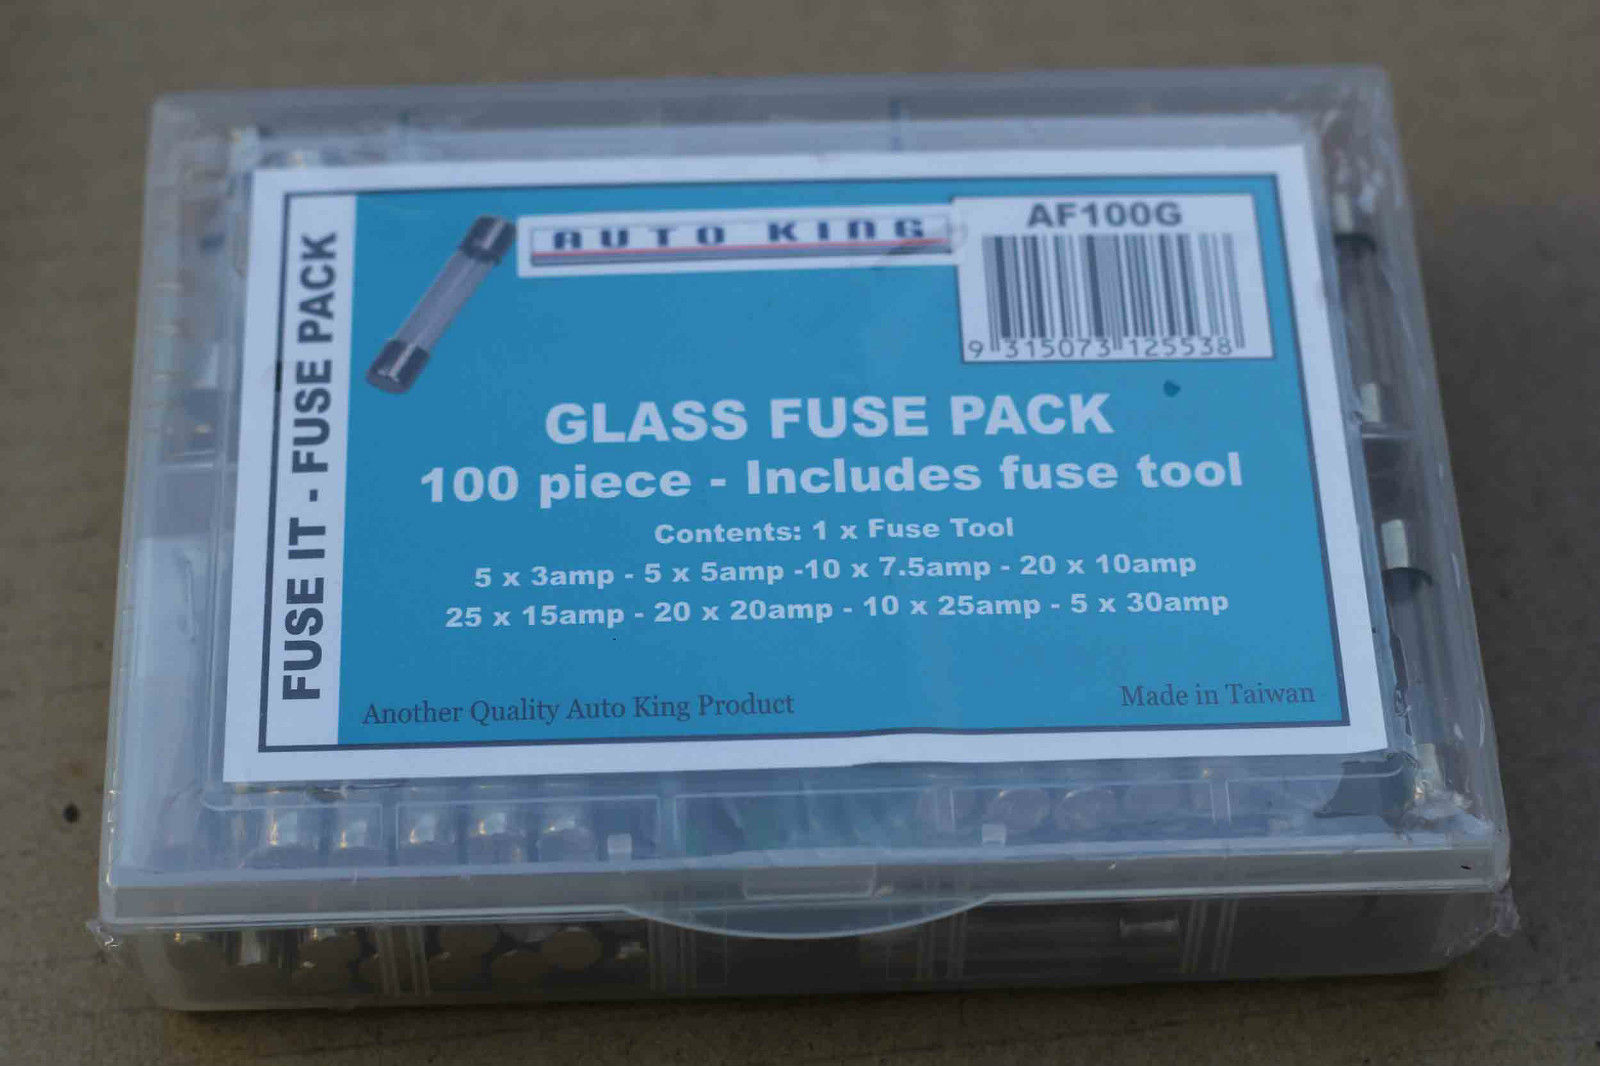 FUSE IT - FUSE PACK
AUTO KING
AF100G
9 315073 125538
GLASS FUSE PACK
100 piece - Includes fuse tool
Contents: 1 x Fuse Tool
5 x 3amp - 5 x 5amp -10 x 7.5amp - 20 x 10amp
25 x 15amp - 20 x 20amp - 10 x 25amp - 5 x 30amp
Another Quality Auto King Product
Made in Taiwan